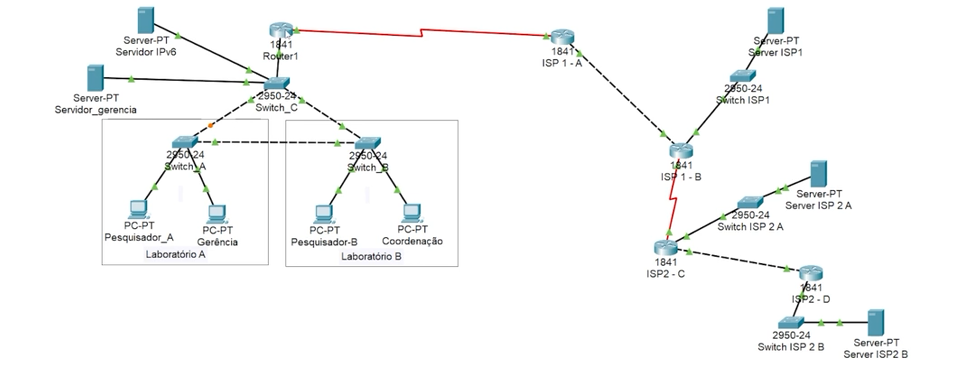 Server-PT
Servidor IPv6
1841
Router1
1841
ISP 1 - A
Server-PT
Server ISP1
Server-PT
Servidor_gerencia
2950-24
Switch_C
2950-24
Switch ISP1
2950-24
Switch_A
2950-24
Switch_B
1841
ISP 1 - B
Server-PT
Server ISP 2 A
2950-24
Switch ISP 2 A
PC-PT
Pesquisador_A
PC-PT
Gerência
PC-PT
Pesquisador-B
PC-PT
Coordenação
Laboratório A
Laboratório B
1841
ISP2 - C
1841
ISP2 - D
2950-24
Switch ISP 2 B
Server-PT
Server ISP2 B